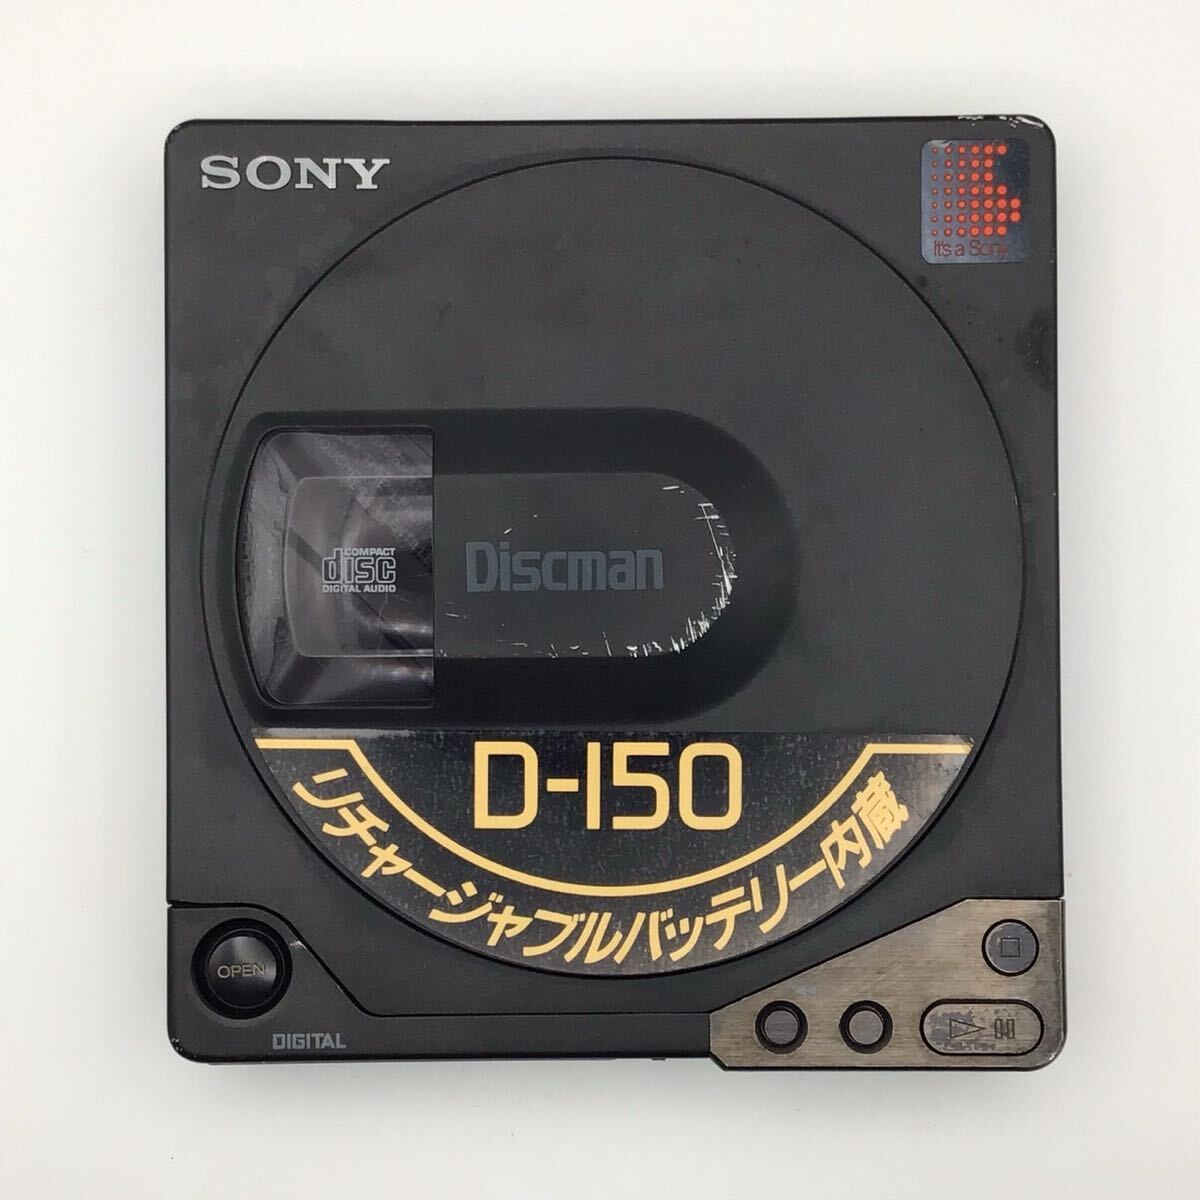 SONY
It's a Sony
COMPACT
disc
DIGITAL AUDIO
Discman
D-150
リチャージャブルバッテリー内蔵
OPEN
DIGITAL